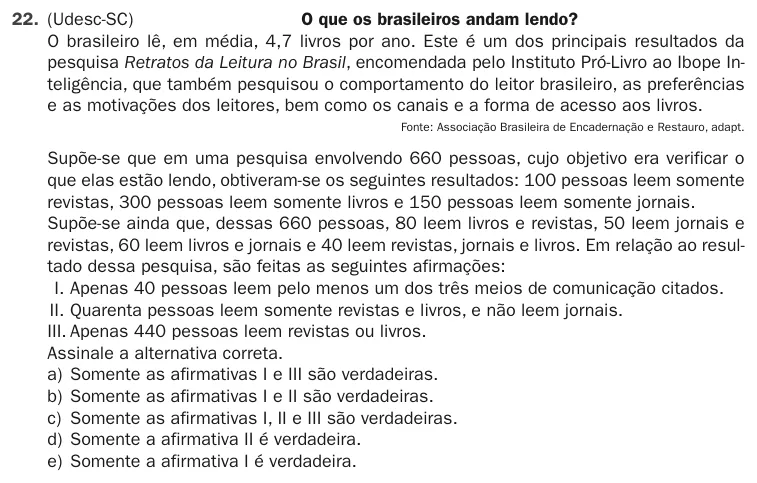 22. (Udesc-SC) O que os brasileiros andam lendo?
O brasileiro lê, em média, 4,7 livros por ano. Este é um dos principais resultados da
pesquisa Retratos da Leitura no Brasil, encomendada pelo Instituto Pró-Livro ao Ibope In-
teligência, que também pesquisou o comportamento do leitor brasileiro, as preferências
e as motivações dos leitores, bem como os canais e a forma de acesso aos livros.
Fonte: Associação Brasileira de Encadernação e Restauro, adapt.
Supõe-se que em uma pesquisa envolvendo 660 pessoas, cujo objetivo era verificar o
que elas estão lendo, obtiveram-se os seguintes resultados: 100 pessoas leem somente
revistas, 300 pessoas leem somente livros e 150 pessoas leem somente jornais.
Supõe-se ainda que, dessas 660 pessoas, 80 leem livros e revistas, 50 leem jornais e
revistas, 60 leem livros e jornais e 40 leem revistas, jornais e livros. Em relação ao resul-
tado dessa pesquisa, são feitas as seguintes afirmações:
I. Apenas 40 pessoas leem pelo menos um dos três meios de comunicação citados.
II. Quarenta pessoas leem somente revistas e livros, e não leem jornais.
III. Apenas 440 pessoas leem revistas ou livros.
Assinale a alternativa correta.
a) Somente as afirmativas I e III são verdadeiras.
b) Somente as afirmativas I e II são verdadeiras.
c) Somente as afirmativas I, II e III são verdadeiras.
d) Somente a afirmativa II é verdadeira.
e) Somente a afirmativa I é verdadeira.